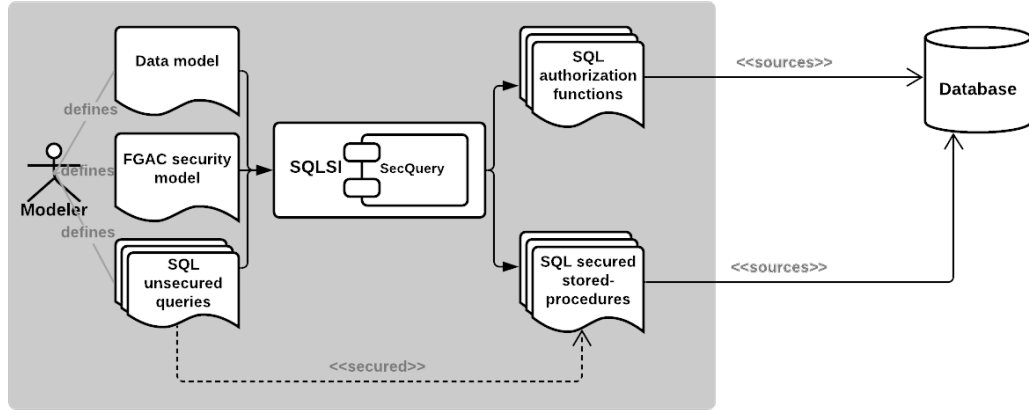 Data model
defines
FGAC security
model
defines
Modeler
defines
SQL
unsecured
queries
SQLSI
SecQuery
SQL
authorization
functions
SQL secured
stored-
procedures
<<secured>>
<<sources>>
<<sources>>
Database